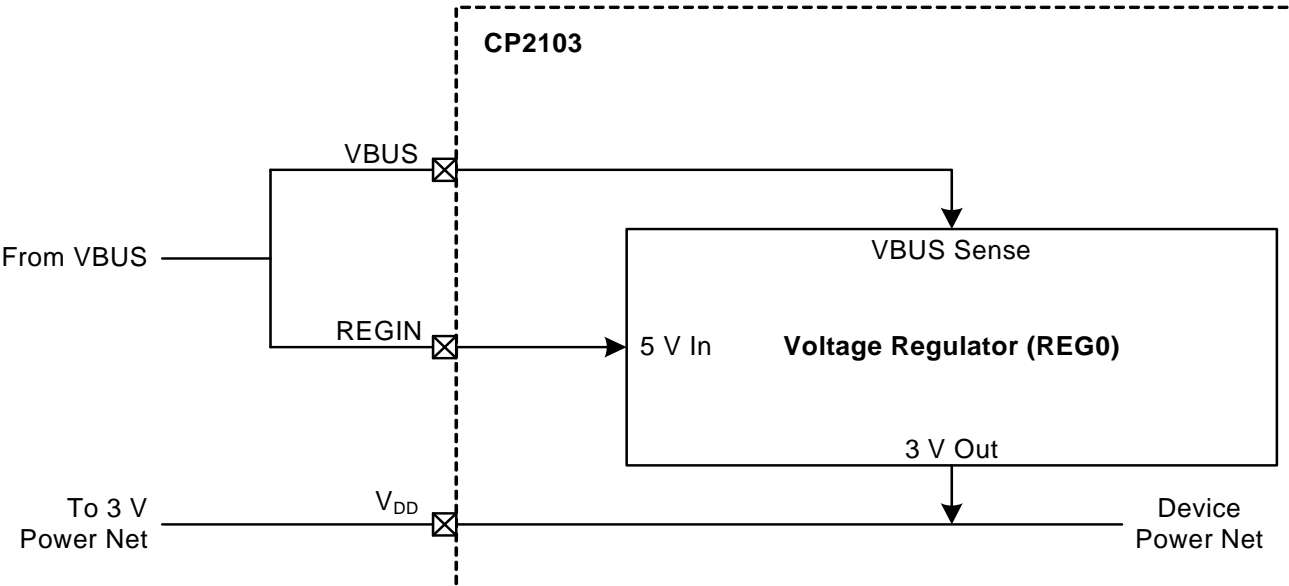 CP2103
VBUS
From VBUS
VBUS Sense
REGIN
5 V In
Voltage Regulator (REG0)
3 V Out
To 3 V
Power Net
VDD
Device
Power Net